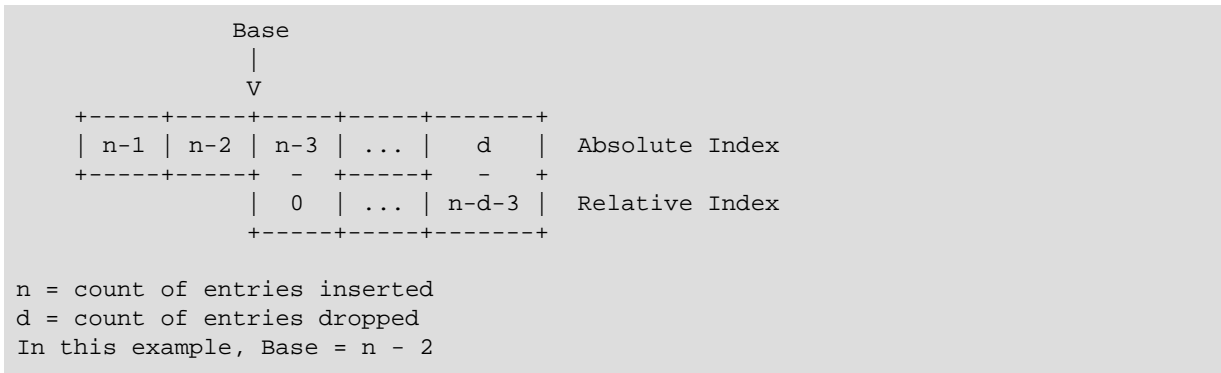 Base
                 |
                 V
    +-----+-----+-----+-----+-------+
    | n-1 | n-2 | n-3 | ... |   d   |  Absolute Index
    +-----+-----+  -  +-----+   -   +
                | 0   | ... | n-d-3 |  Relative Index
                +-----+-----+-------+
n = count of entries inserted
d = count of entries dropped
In this example, Base = n - 2